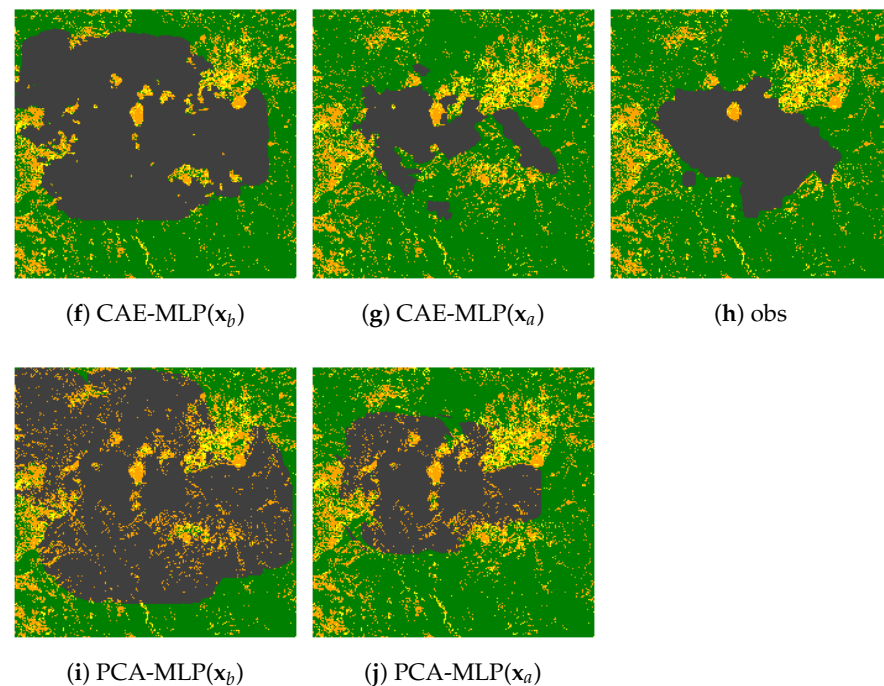 (f) CAE-MLP(x_b)
(g) CAE-MLP(x_a)
(h) obs
(i) PCA-MLP(x_b)
(j) PCA-MLP(x_a)